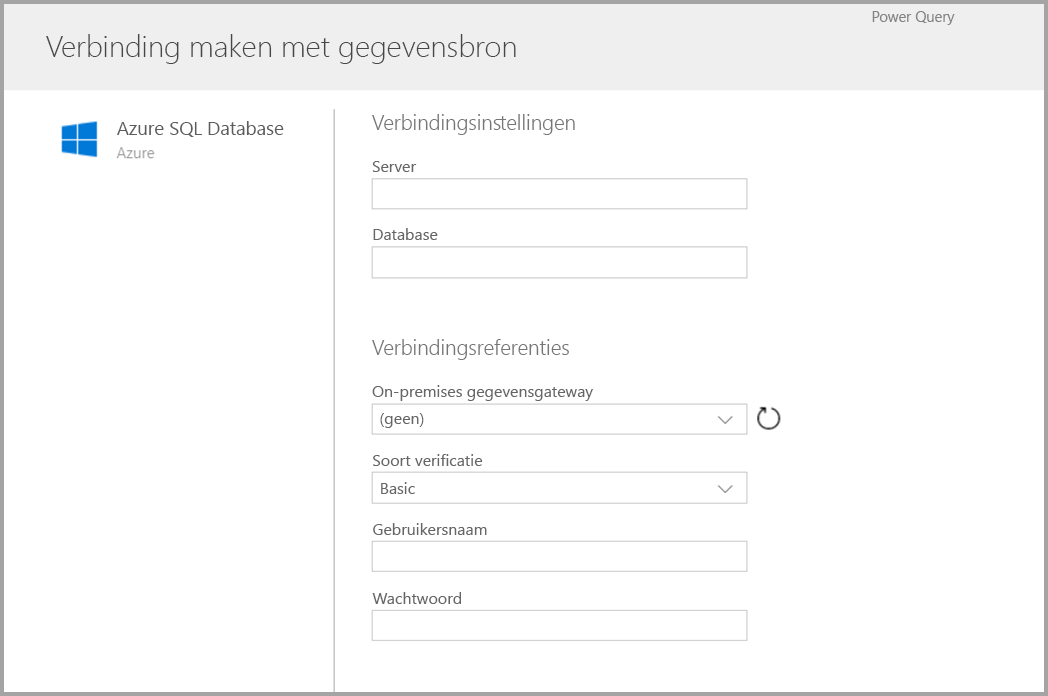 Power Query
Verbinding maken met gegevensbron
Azure SQL Database
Azure
Verbindingsinstellingen
Server
Database
Verbindingsreferenties
On-premises gegevensgateway
(geen)
Soort verificatie
Basic
Gebruikersnaam
Wachtwoord